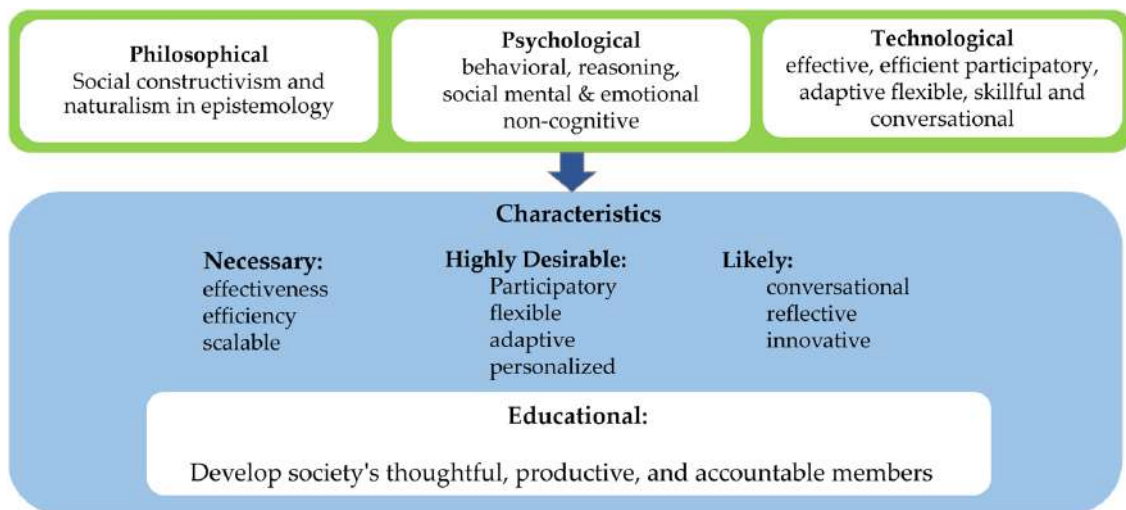 Philosophical
Social constructivism and
naturalism in epistemology
Psychological
behavioral, reasoning,
social mental & emotional
non-cognitive
Technological
effective, efficient participatory,
adaptive flexible, skillful and
conversational
Characteristics
Necessary:
effectiveness
efficiency
scalable
Highly Desirable:
Participatory
flexible
adaptive
personalized
Likely:
conversational
reflective
innovative
Educational:
Develop society's thoughtful, productive, and accountable members